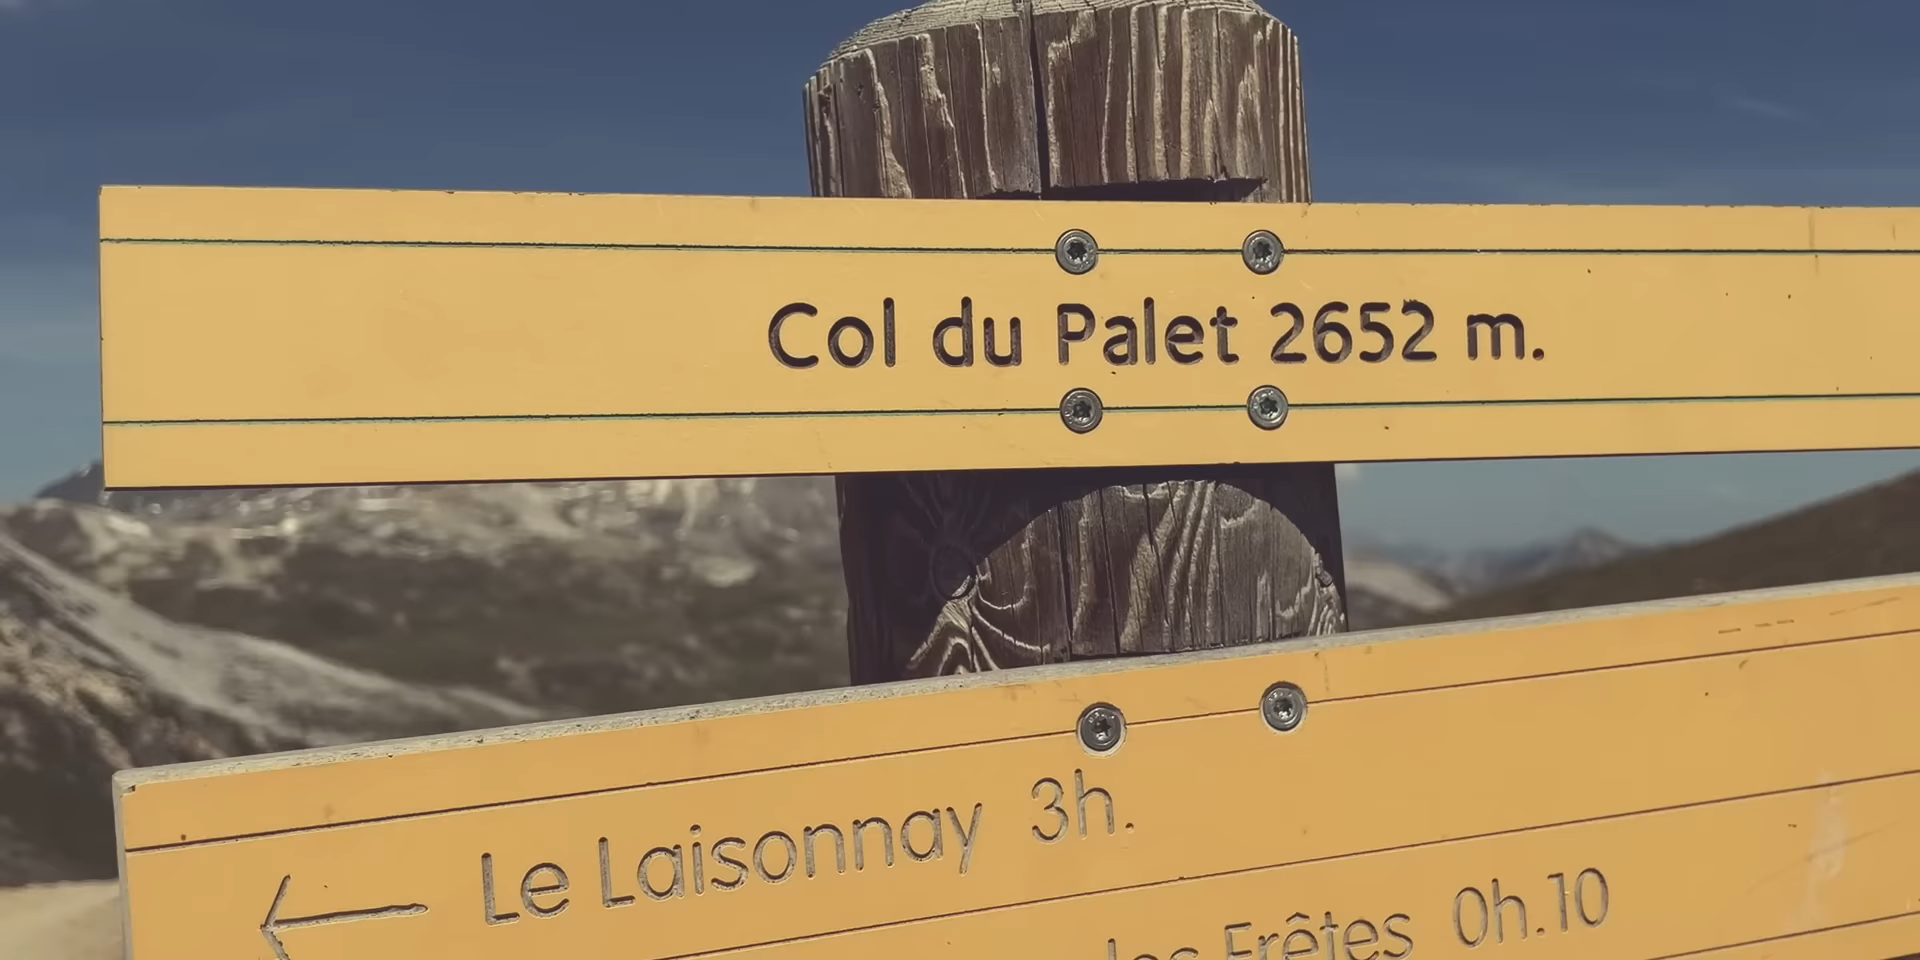 Col du Palet 2652 m.
Le Laisonnay 3h.
les Frêtes 0h.10